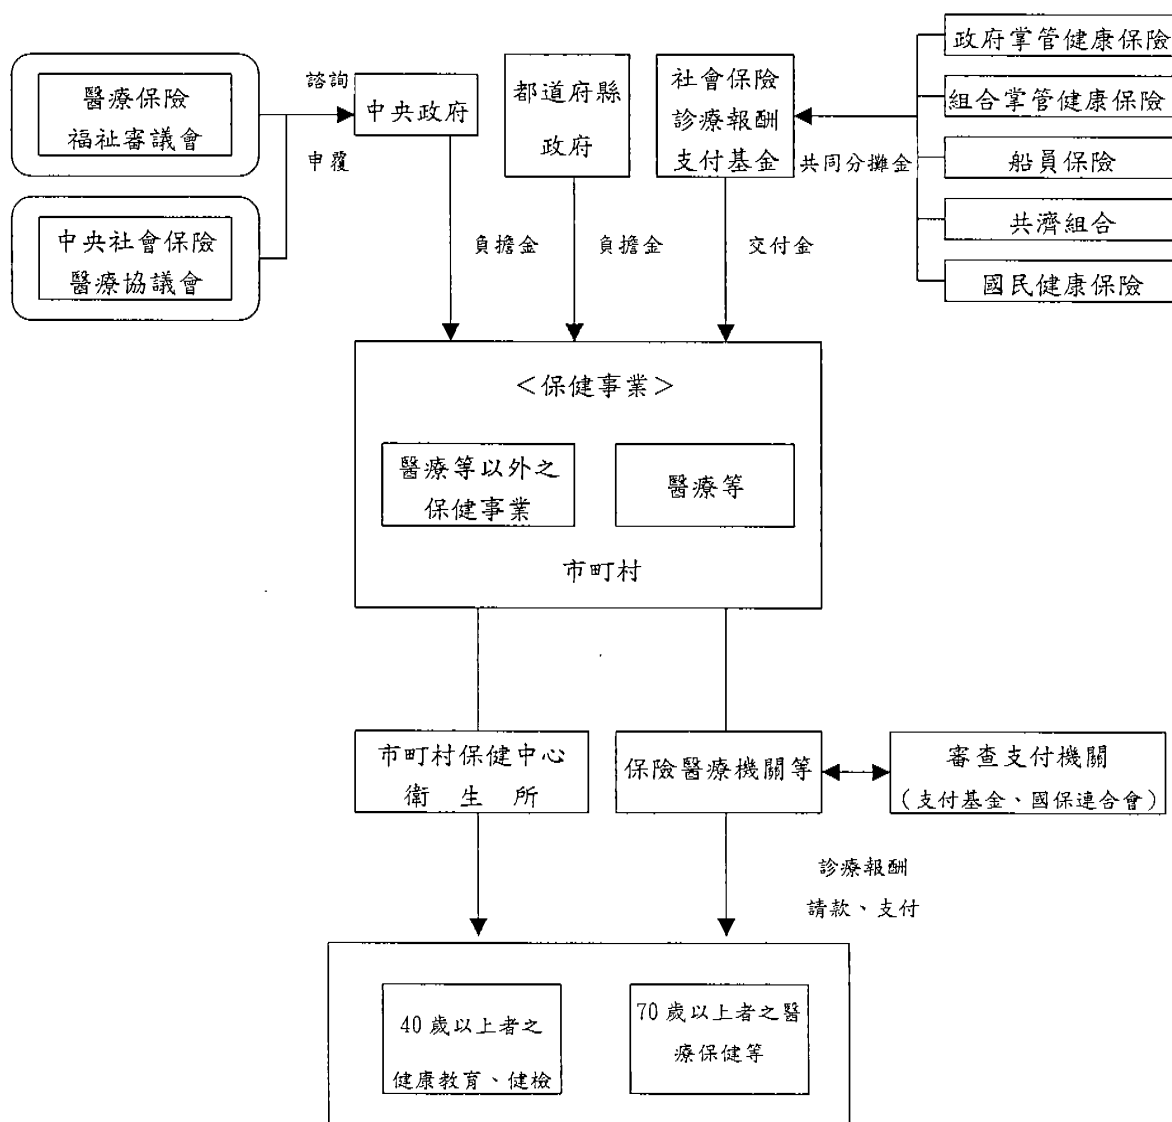 醫療保險
福祉審議會
中央社會保險
醫療協議會
諮詢
申覆
中央政府
都道府縣
政府
社會保險
診療報酬
支付基金
共同分攤金
政府掌管健康保險
組合掌管健康保險
船員保險
共濟組合
國民健康保險
負擔金
負擔金
交付金
＜保健事業＞
醫療等以外之
保健事業
醫療等
市町村
市町村保健中心
衛 生 所
保險醫療機關等
審查支付機關
（支付基金、國保連合會）
診療報酬
請款、支付
40 歲以上者之
健康教育、健檢
70 歲以上者之醫
療保健等